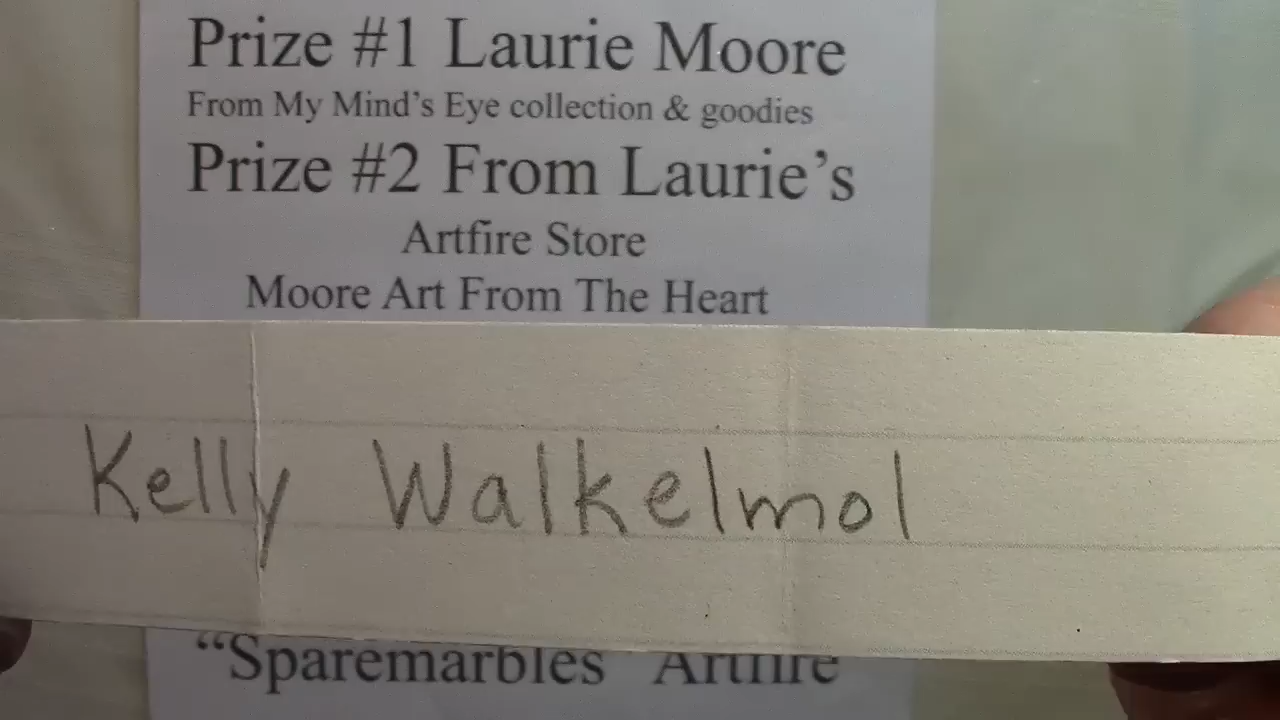 Prize #1 Laurie Moore
From My Mind's Eye collection & goodies
Prize #2 From Laurie's
Artfire Store
Moore Art From The Heart
Kelly Walkelmol
“Sparemarbles Artfire